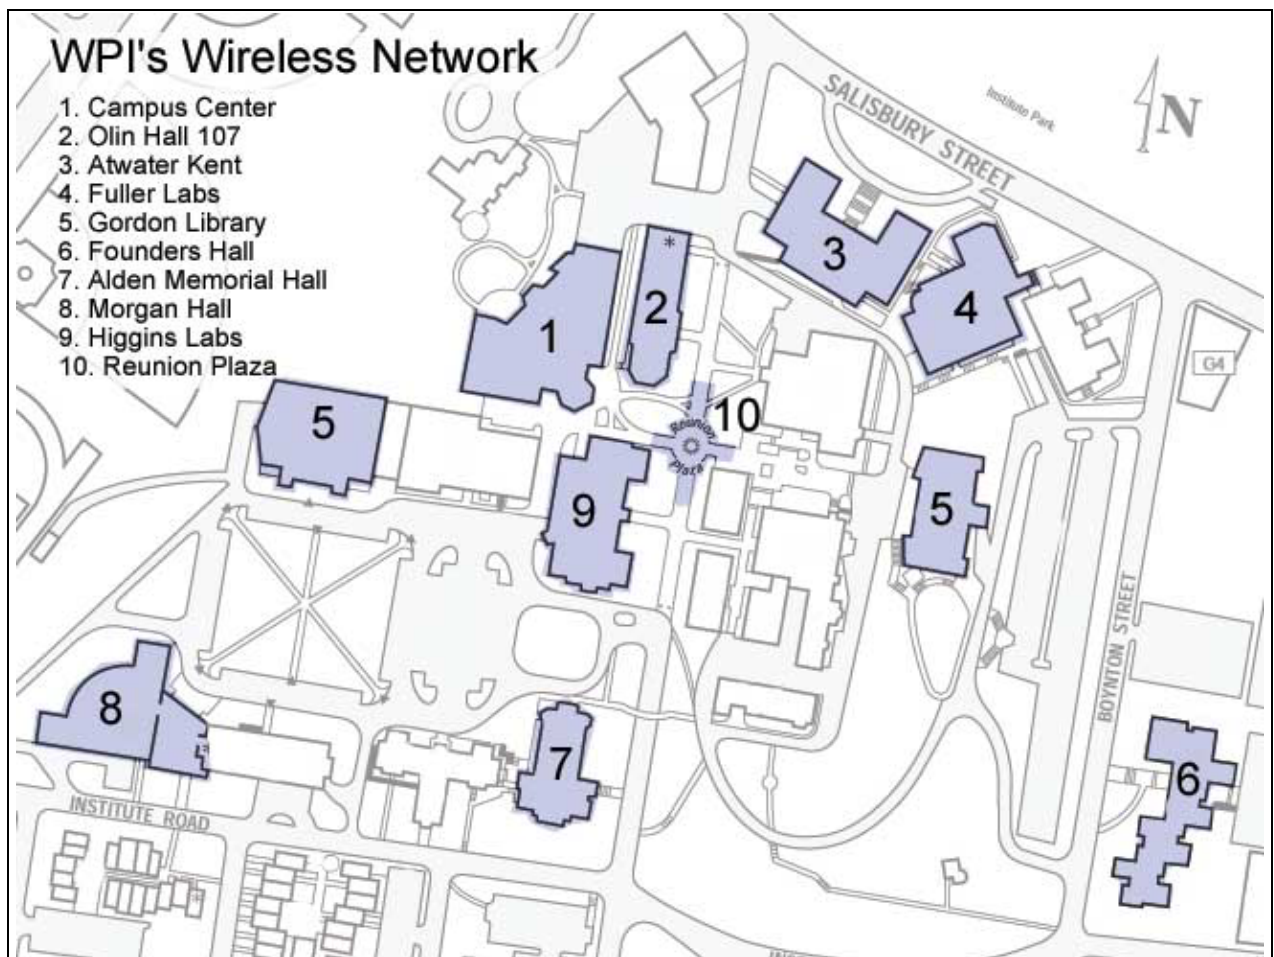 WPI's Wireless Network
1. Campus Center
2. Olin Hall 107
3. Atwater Kent
4. Fuller Labs
5. Gordon Library
6. Founders Hall
7. Alden Memorial Hall
8. Morgan Hall
9. Higgins Labs
10. Reunion Plaza
SALISBURY STREET
Institute Park
N
3
*
2
4
1
G4
10
5
Reunion
Plaza
9
5
BOYNTON STREET
8
7
6
INSTITUTE ROAD